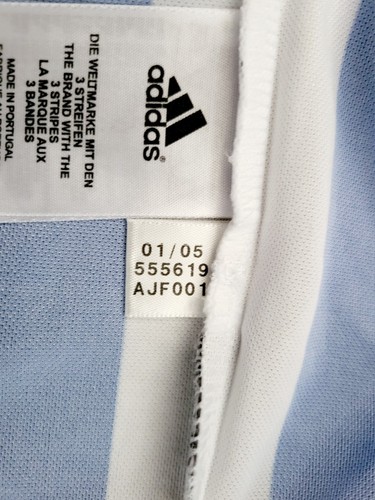 adidas®
DIE WELTMARKE MIT DEN
3 STREIFEN
THE BRAND WITH THE
3 STRIPES
LA MARQUE AUX
3 BANDES
MADE IN PORTUGAL
01/05
555619
AJF001